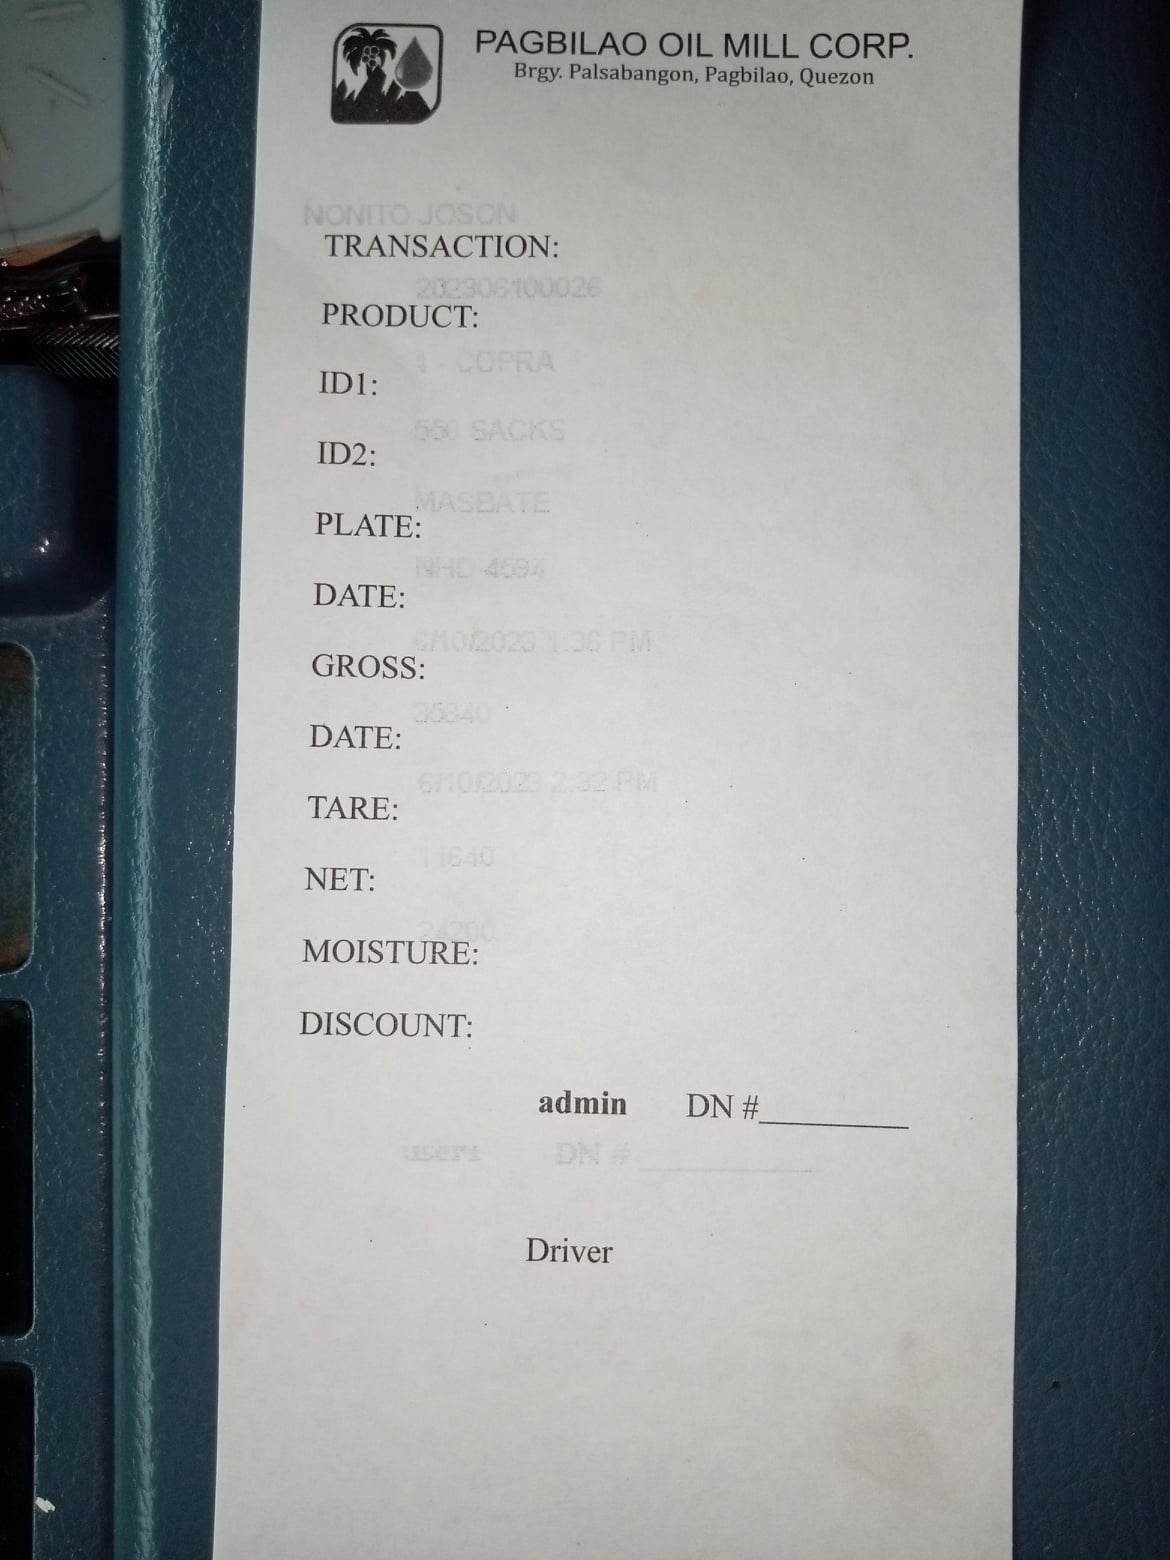 PAGBILAO OIL MILL CORP.
Brgy. Palsabangon, Pagbilao, Quezon
NONITO JOSON
TRANSACTION:
202306100026
PRODUCT:
1 - COPRA
ID1:
550 SACKS
ID2:
MASBATE
PLATE:
NHD 4594
DATE:
6/10/2023 1:36 PM
GROSS:
35840
DATE:
6/10/2023 2:32 PM
TARE:
11640
NET:
24200
MOISTURE:
DISCOUNT:
admin DN #
user1 DN #
Driver